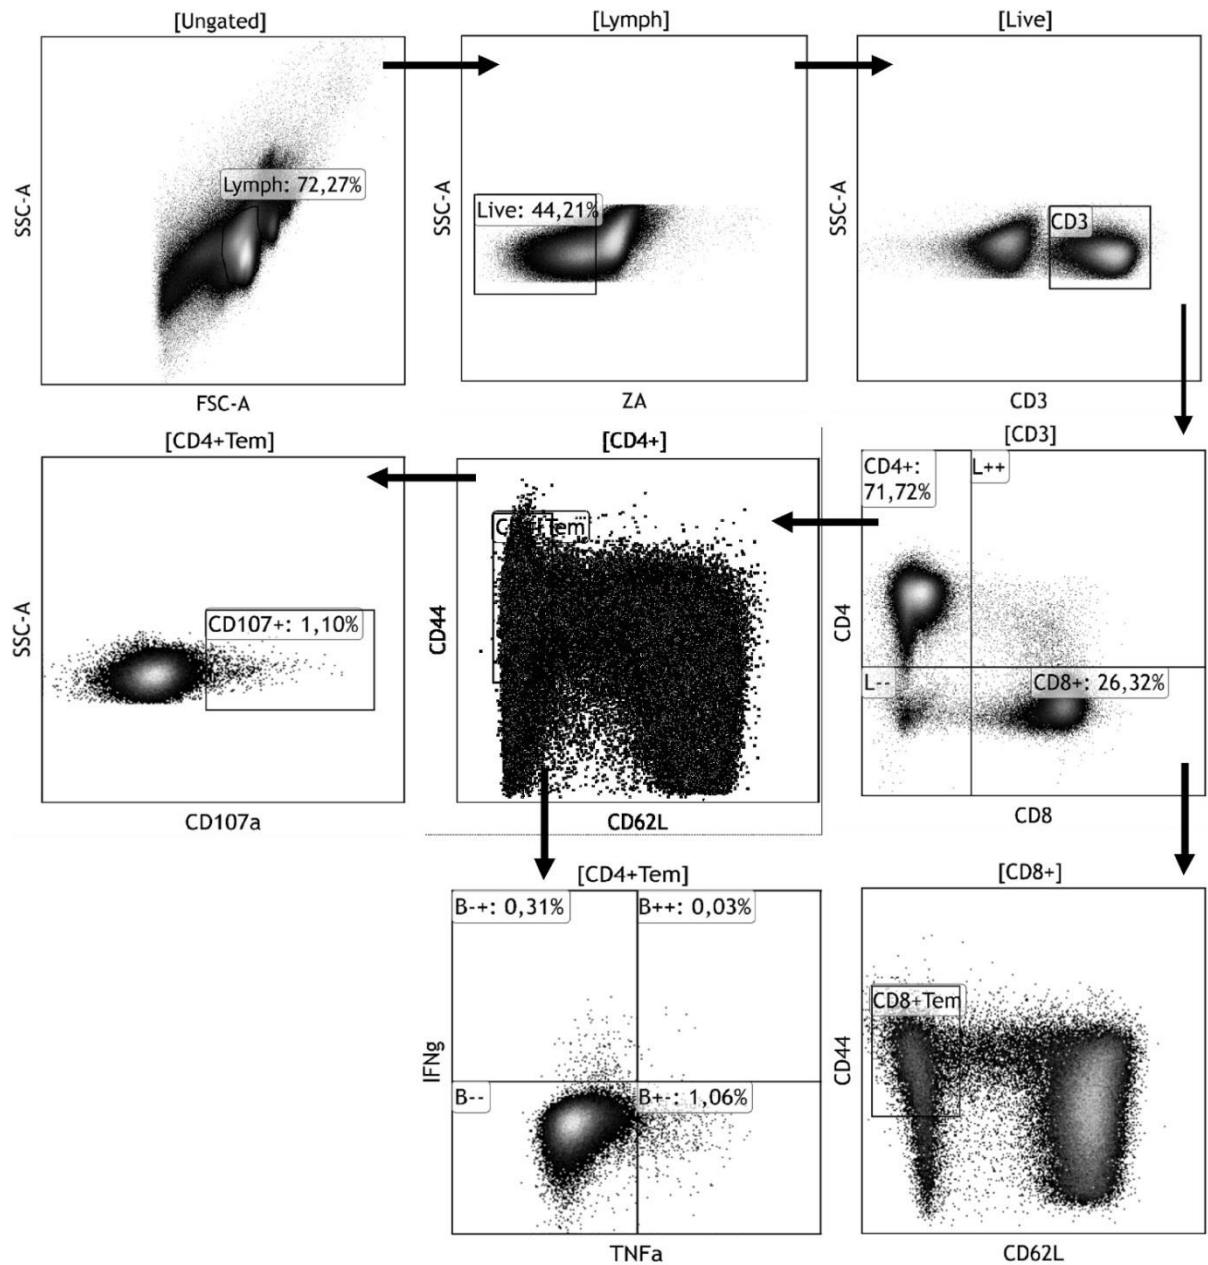 [Ungated]
SSC-A
Lymph: 72,27%
FSC-A
[Lymph]
SSC-A
Live: 44,21%
ZA
[Live]
SSC-A
CD3
CD3
[CD4+Tem]
SSC-A
CD107+: 1,10%
CD107a
[CD4+]
CD44
Tem
CD62L
[CD3]
CD4+:
71,72%
L++
CD4
L--
CD8+: 26,32%
CD8
[CD4+Tem]
B-+: 0,31%
B++: 0,03%
IFNg
B--
B+-: 1,06%
TNFa
[CD8+]
CD8+Tem
CD44
CD62L